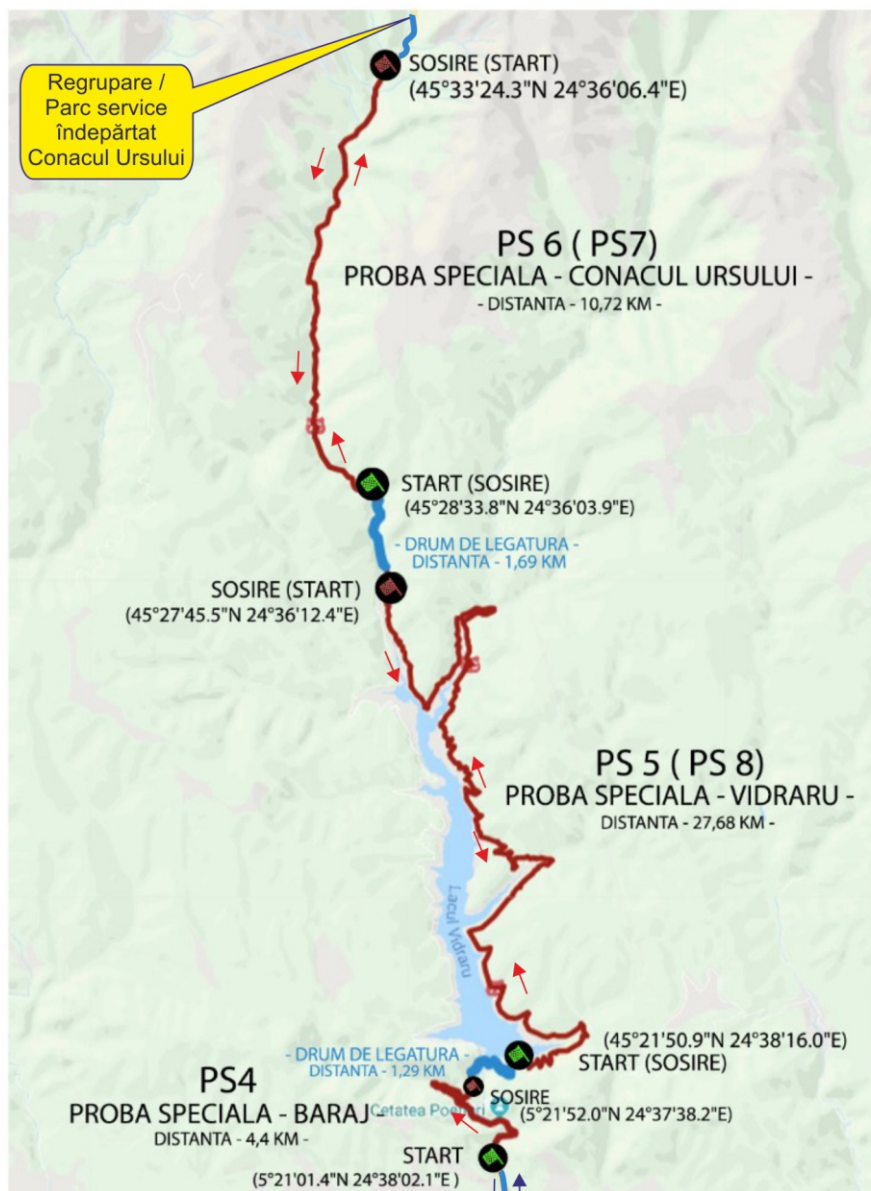 SOSIRE (START)
(45°33'24.3"N 24°36'06.4"E)
Regrupare /
Parc service
îndepărtat
Conacul Ursului
PS 6 ( PS7)
PROBA SPECIALA - CONACUL URSULUI -
- DISTANTA - 10,72 KM -
START (SOSIRE)
(45°28'33.8"N 24°36'03.9"E)
- DRUM DE LEGATURA -
DISTANTA - 1,69 KM
SOSIRE (START)
(45°27'45.5"N 24°36'12.4"E)
PS 5 ( PS 8)
PROBA SPECIALA - VIDRARU -
DISTANTA - 27,68 KM -
Lacul Vidraru
(45°21'50.9"N 24°38'16.0"E)
START (SOSIRE)
- DRUM DE LEGATURA -
DISTANTA - 1,29 KM
PS4
PROBA SPECIALA - BARAJ -
DISTANTA - 4,4 KM -
SOSIRE
(5°21'52.0"N 24°37'38.2"E)
Cetatea Poenari
START
(5°21'01.4"N 24°38'02.1"E )